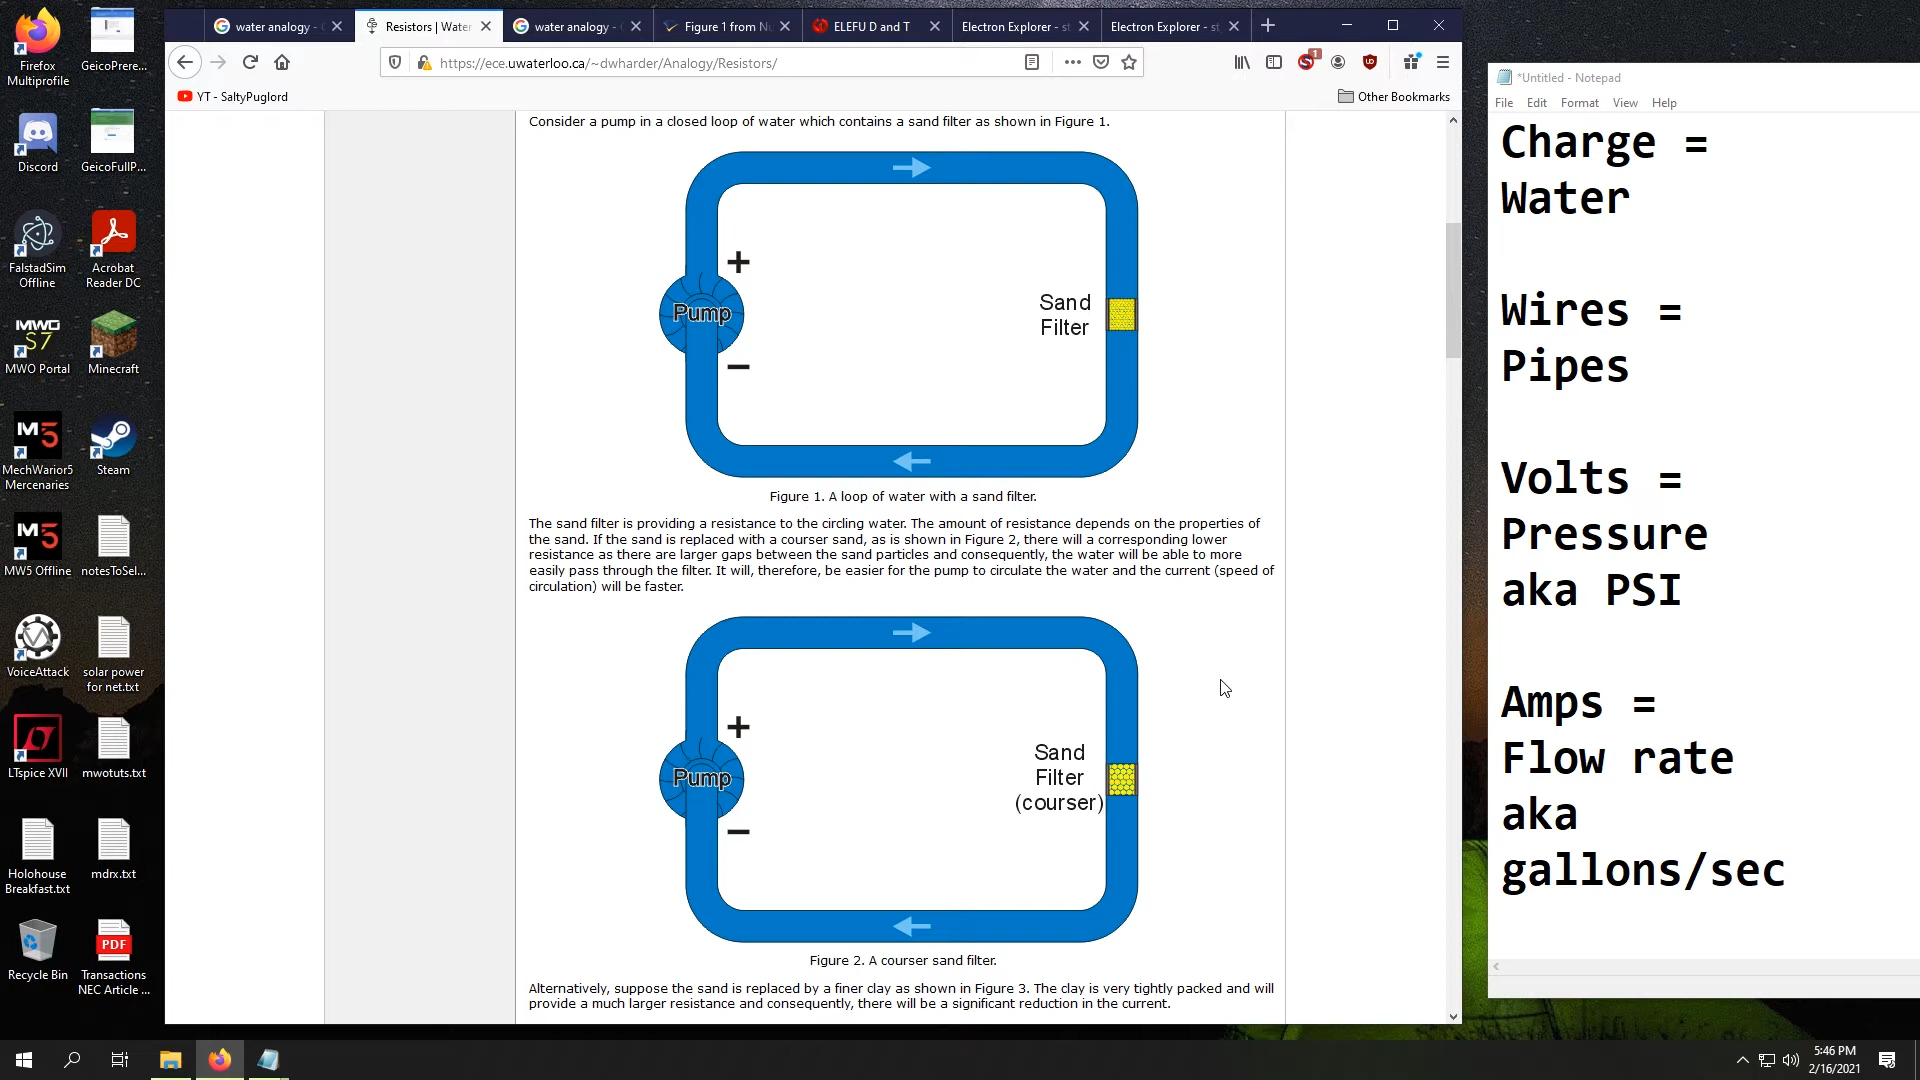 water analogy -
Resistors | Water
water analogy -
Figure 1 from Nu
ELEFU D and T
Electron Explorer - st
Electron Explorer - st
https://ece.uwaterloo.ca/~dwharder/Analogy/Resistors/
1
YT - SaltyPuglord
Other Bookmarks
Firefox
Multiprofile
GeicoPrere...
Discord
GeicoFullP...
FalstadSim
Offline
Acrobat
Reader DC
MWO
S7
MWO Portal
Minecraft
M5
MechWarior5
Mercenaries
Steam
M5
MW5 Offline
notesToSel...
VoiceAttack
solar power
for net.txt
LTspice XVII
mwotuts.txt
Holohouse
Breakfast.txt
mdrx.txt
Recycle Bin
PDF
Transactions
NEC Article ...
Consider a pump in a closed loop of water which contains a sand filter as shown in Figure 1.
+
Pump
−
Sand
Filter
Figure 1. A loop of water with a sand filter.
The sand filter is providing a resistance to the circling water. The amount of resistance depends on the properties of
the sand. If the sand is replaced with a courser sand, as is shown in Figure 2, there will a corresponding lower
resistance as there are larger gaps between the sand particles and consequently, the water will be able to more
easily pass through the filter. It will, therefore, be easier for the pump to circulate the water and the current (speed of
circulation) will be faster.
+
Pump
−
Sand
Filter
(courser)
Figure 2. A courser sand filter.
Alternatively, suppose the sand is replaced by a finer clay as shown in Figure 3. The clay is very tightly packed and will
provide a much larger resistance and consequently, there will be a significant reduction in the current.
*Untitled - Notepad
File Edit Format View Help
Charge =
Water
Wires =
Pipes
Volts =
Pressure
aka PSI
Amps =
Flow rate
aka
gallons/sec
5:46 PM
2/16/2021